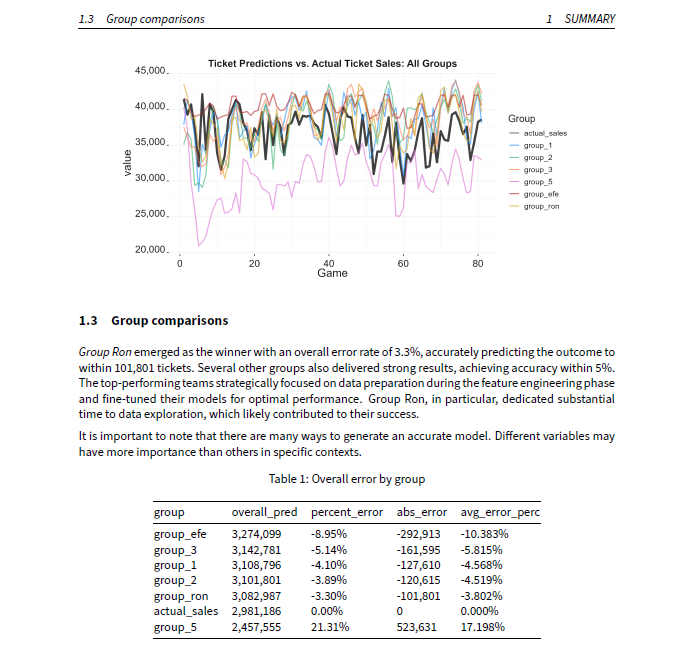 1.3 Group comparisons 1 SUMMARY
Ticket Predictions vs. Actual Ticket Sales: All Groups
45,000
40,000
35,000
30,000
25,000
20,000
value
0 20 40 60 80
Game
Group
actual_sales
group_1
group_2
group_3
group_5
group_efe
group_ron
1.3 Group comparisons
Group Ron emerged as the winner with an overall error rate of 3.3%, accurately predicting the outcome to
within 101,801 tickets. Several other groups also delivered strong results, achieving accuracy within 5%.
The top-performing teams strategically focused on data preparation during the feature engineering phase
and fine-tuned their models for optimal performance. Group Ron, in particular, dedicated substantial
time to data exploration, which likely contributed to their success.
It is important to note that there are many ways to generate an accurate model. Different variables may
have more importance than others in specific contexts.
Table 1: Overall error by group
group overall_pred percent_error abs_error avg_error_perc
group_efe 3,274,099 -8.95% -292,913 -10.383%
group_3 3,142,781 -5.14% -161,595 -5.815%
group_1 3,108,796 -4.10% -127,610 -4.568%
group_2 3,101,801 -3.89% -120,615 -4.519%
group_ron 3,082,987 -3.30% -101,801 -3.802%
actual_sales 2,981,186 0.00% 0 0.000%
group_5 2,457,555 21.31% 523,631 17.198%